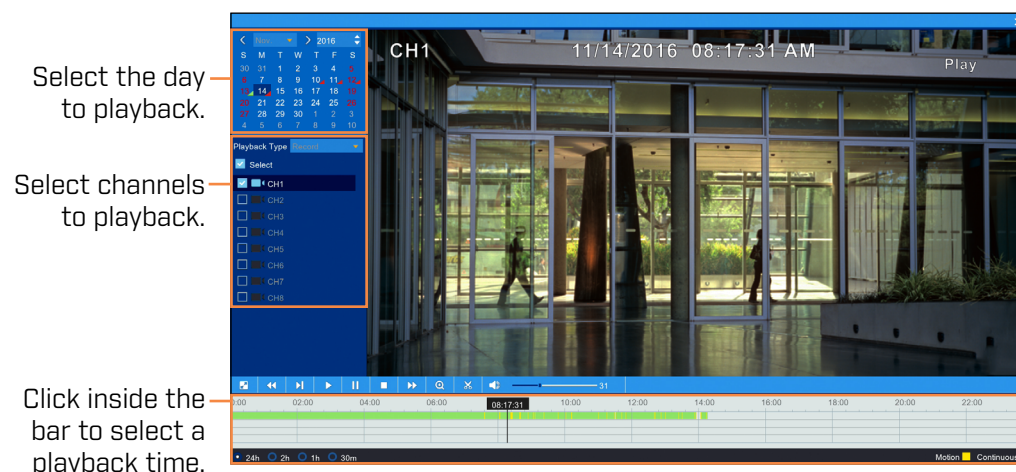 Select the day
to playback.
Select channels
to playback.
Click inside the
bar to select a
playback time.
Nov 2016
S M T W T F S
30 31 1 2 3 4 5
6 7 8 9 10 11 12
13 14 15 16 17 18 19
20 21 22 23 24 25 26
27 28 29 30 1 2 3
4 5 6 7 8 9 10
Playback Type Record
Select
CH1
CH2
CH3
CH4
CH5
CH6
CH7
CH8
CH1 11/14/2016 08:17:31 AM
Play
31
0:00 02:00 04:00 06:00 08:17:31 10:00 12:00 14:00 16:00 18:00 20:00 22:00
24h 2h 1h 30m Motion Continuous